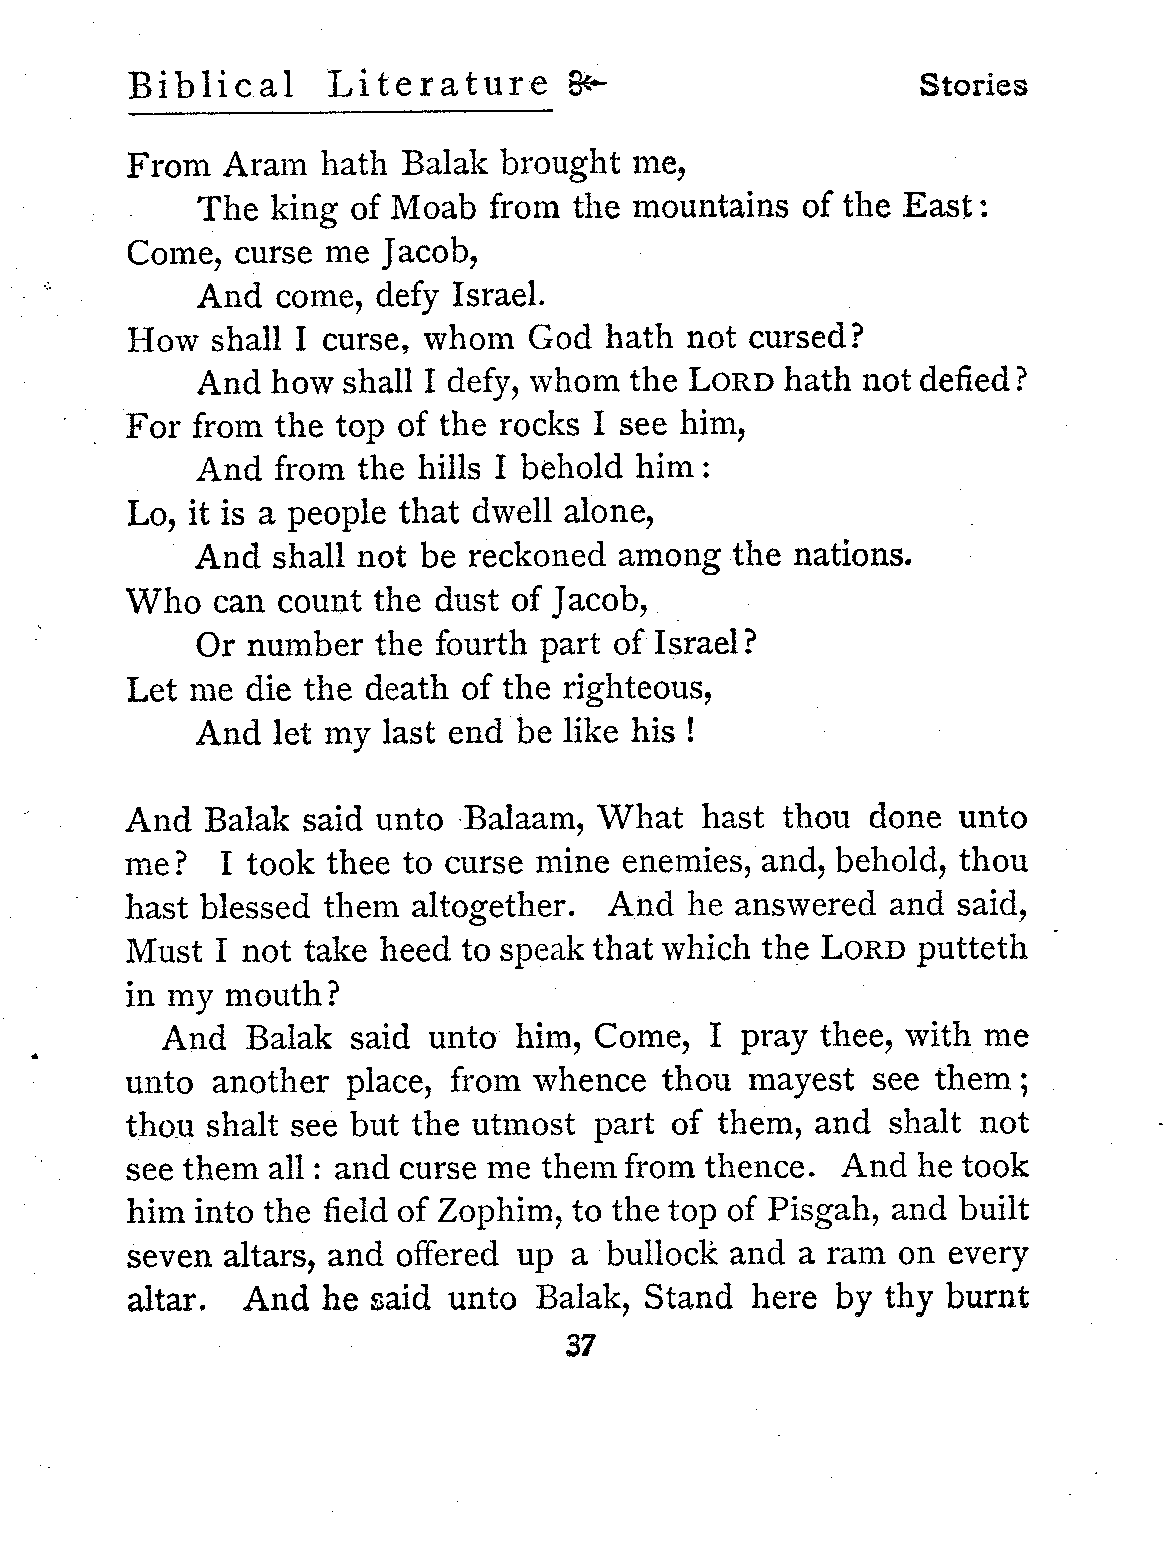 Biblical Literature Stories
From Aram hath Balak brought me,
The king of Moab from the mountains of the East:
Come, curse me Jacob,
And come, defy Israel.
How shall I curse, whom God hath not cursed?
And how shall I defy, whom the LORD hath not defied?
For from the top of the rocks I see him,
And from the hills I behold him:
Lo, it is a people that dwell alone,
And shall not be reckoned among the nations.
Who can count the dust of Jacob,
Or number the fourth part of Israel?
Let me die the death of the righteous,
And let my last end be like his!
And Balak said unto Balaam, What hast thou done unto
me? I took thee to curse mine enemies, and, behold, thou
hast blessed them altogether. And he answered and said,
Must I not take heed to speak that which the LORD putteth
in my mouth?
And Balak said unto him, Come, I pray thee, with me
unto another place, from whence thou mayest see them;
thou shalt see but the utmost part of them, and shalt not
see them all: and curse me them from thence. And he took
him into the field of Zophim, to the top of Pisgah, and built
seven altars, and offered up a bullock and a ram on every
altar. And he said unto Balak, Stand here by thy burnt
37